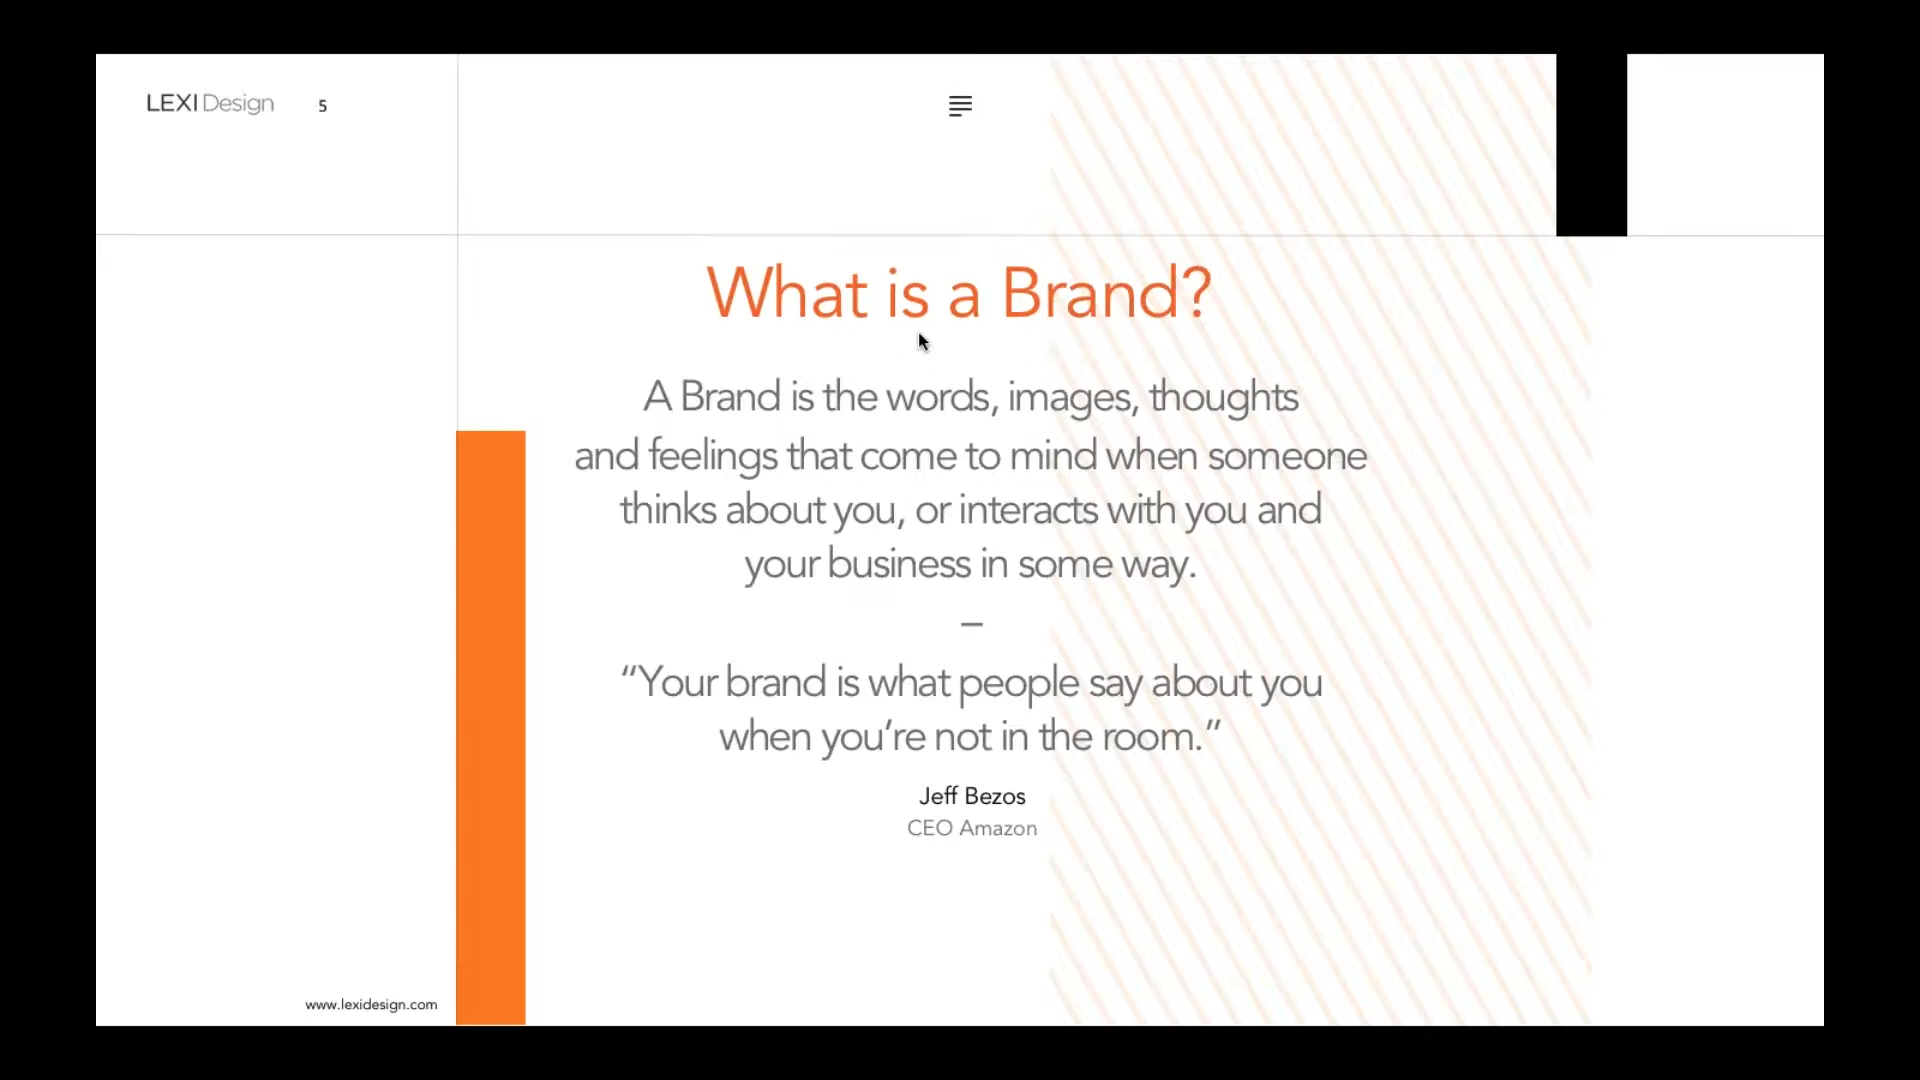 LEXI Design 5
What is a Brand?
A Brand is the words, images, thoughts
and feelings that come to mind when someone
thinks about you, or interacts with you and
your business in some way.
–
“Your brand is what people say about you
when you’re not in the room.”
Jeff Bezos
CEO Amazon
www.lexidesign.com